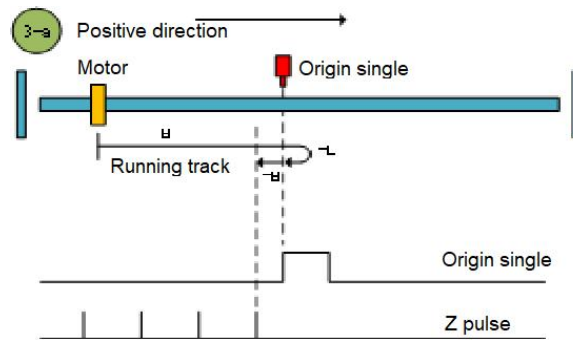 3-a
Positive direction
Motor
Origin single
Running track
Origin single
Z pulse